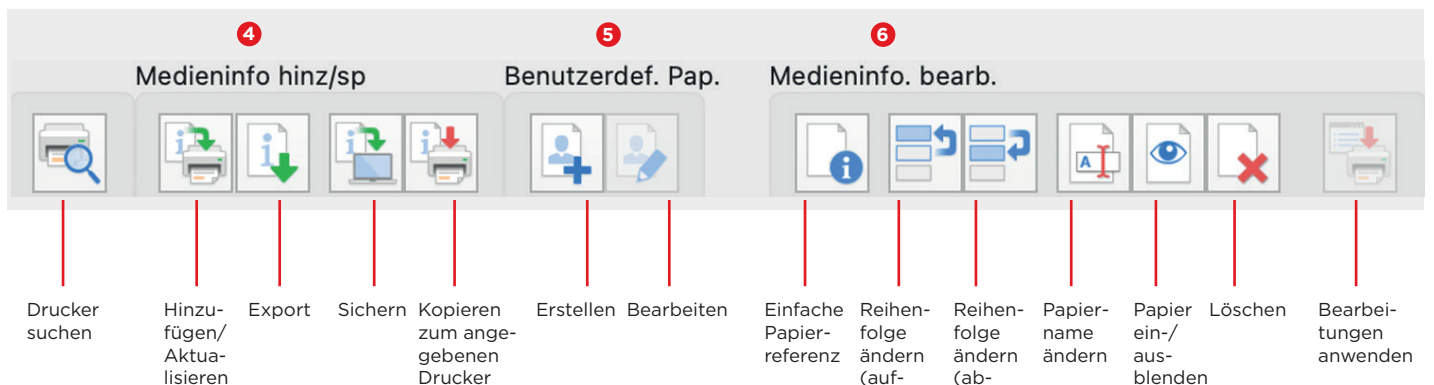 4
5
6
Medieninfo hinz/sp
Benutzerdef. Pap.
Medieninfo. bearb.
Drucker
suchen
Hinzu-
fügen/
Aktua-
lisieren
Export
Sichern
Kopieren
zum ange-
gebenen
Drucker
Erstellen
Bearbeiten
Einfache
Papier-
referenz
Reihen-
folge
ändern
(auf-
Reihen-
folge
ändern
(ab-
Papier-
name
ändern
Papier
ein-/
aus-
blenden
Löschen
Bearbei-
tungen
anwenden